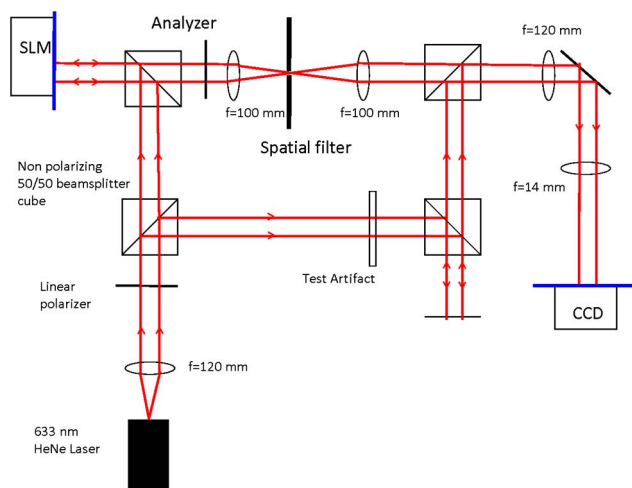 Analyzer
SLM
f=120 mm
f=100 mm
f=100 mm
Spatial filter
Non polarizing
50/50 beamsplitter
cube
f=14 mm
Test Artifact
Linear
polarizer
CCD
f=120 mm
633 nm
HeNe Laser